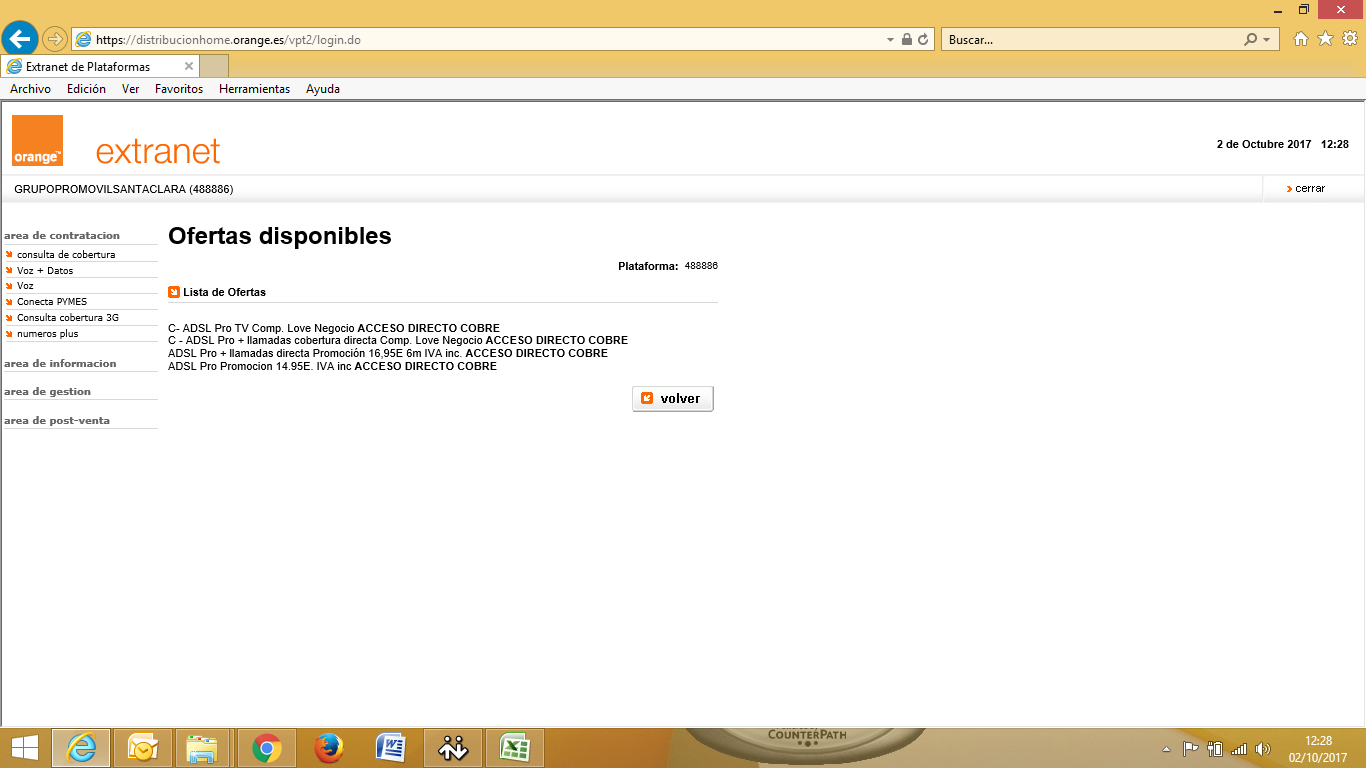 https://distribucionhome.orange.es/vpt2/login.do
Buscar...
Extranet de Plataformas
Archivo Edición Ver Favoritos Herramientas Ayuda
orange™
extranet
2 de Octubre 2017 12:28
GRUPOPROMOVILSANTACLARA (488886)
cerrar
area de contratacion
consulta de cobertura
Voz + Datos
Voz
Conecta PYMES
Consulta cobertura 3G
numeros plus
area de informacion
area de gestion
area de post-venta
Ofertas disponibles
Plataforma: 488886
Lista de Ofertas
C- ADSL Pro TV Comp. Love Negocio ACCESO DIRECTO COBRE
C - ADSL Pro + llamadas cobertura directa Comp. Love Negocio ACCESO DIRECTO COBRE
ADSL Pro + llamadas directa Promoción 16,95E 6m IVA inc. ACCESO DIRECTO COBRE
ADSL Pro Promocion 14.95E. IVA inc ACCESO DIRECTO COBRE
volver
COUNTERPATH
12:28
02/10/2017